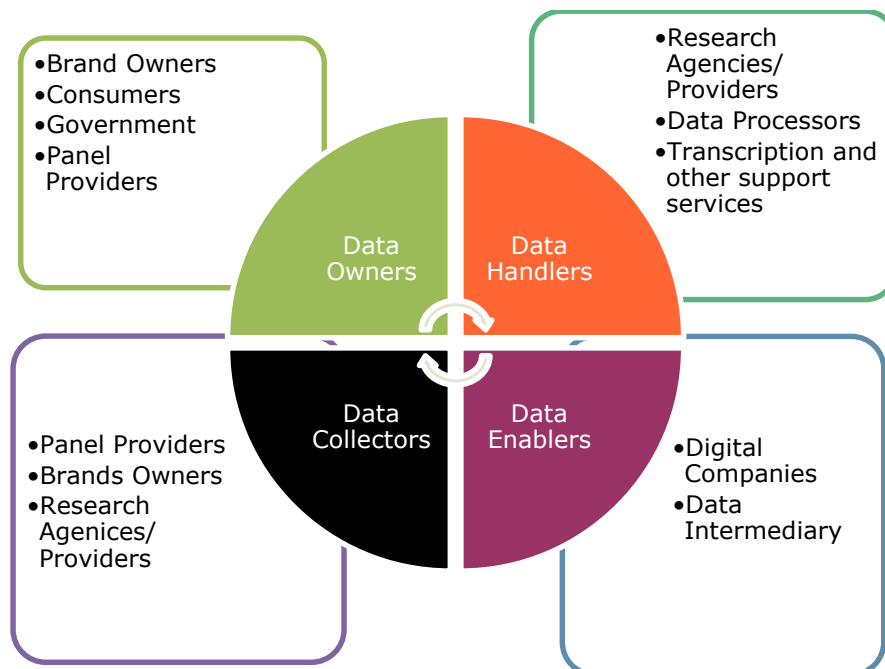 •Brand Owners
•Consumers
•Government
•Panel
Providers
•Research
Agencies/
Providers
•Data Processors
•Transcription and
other support
services
Data
Owners
Data
Handlers
Data
Collectors
Data
Enablers
•Panel Providers
•Brands Owners
•Research
Agenices/
Providers
•Digital
Companies
•Data
Intermediary